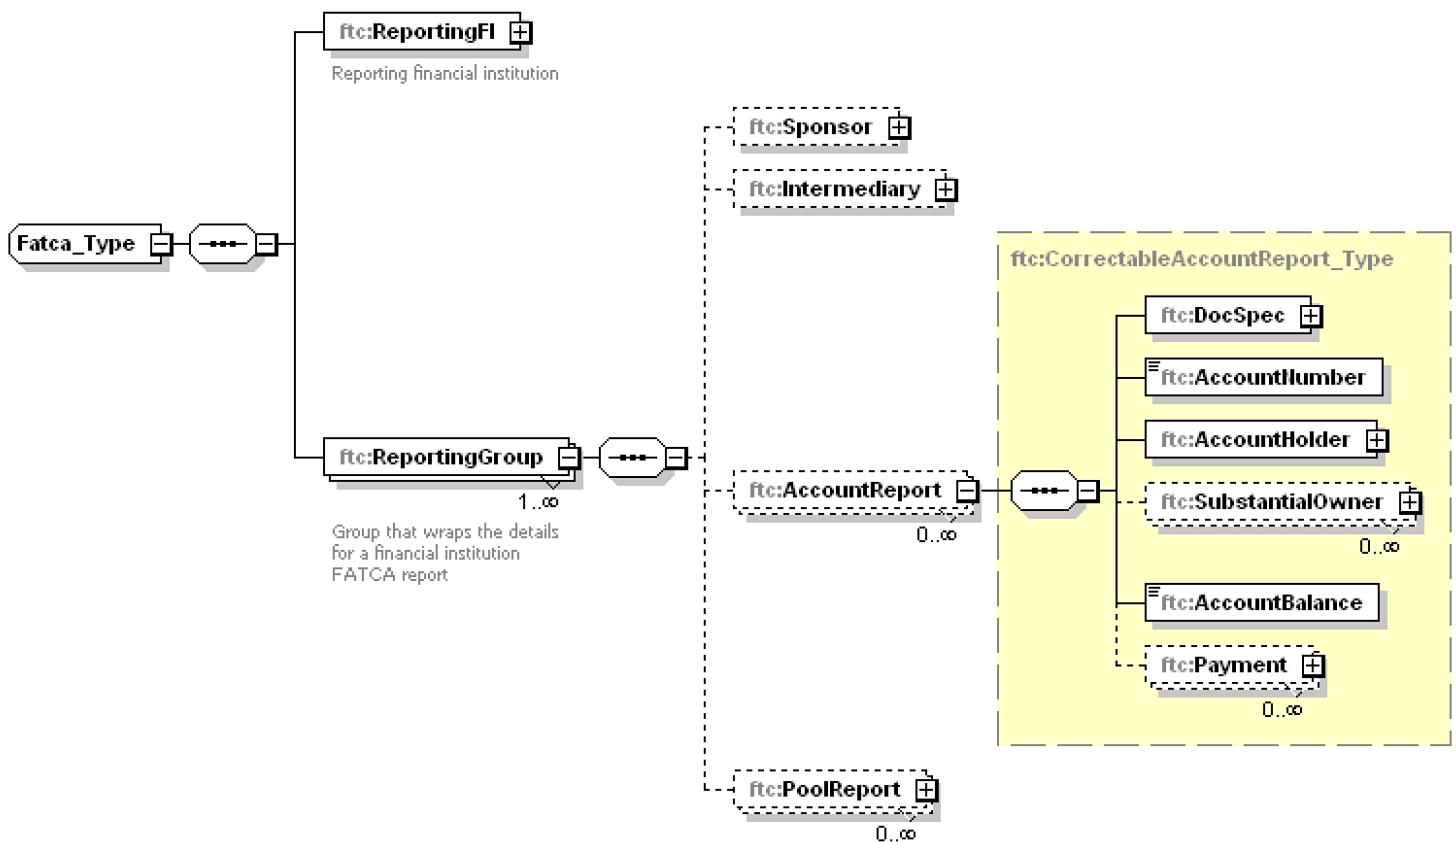 ftc:ReportingFI
Reporting financial institution
ftc:Sponsor
ftc:Intermediary
Fatca_Type
ftc:CorrectableAccountReport_Type
ftc:DocSpec
ftc:AccountNumber
ftc:AccountHolder
ftc:ReportingGroup
1..∞
Group that wraps the details
for a financial institution
FATCA report
ftc:AccountReport
0..∞
ftc:SubstantialOwner
0..∞
ftc:AccountBalance
ftc:Payment
0..∞
ftc:PoolReport
0..∞